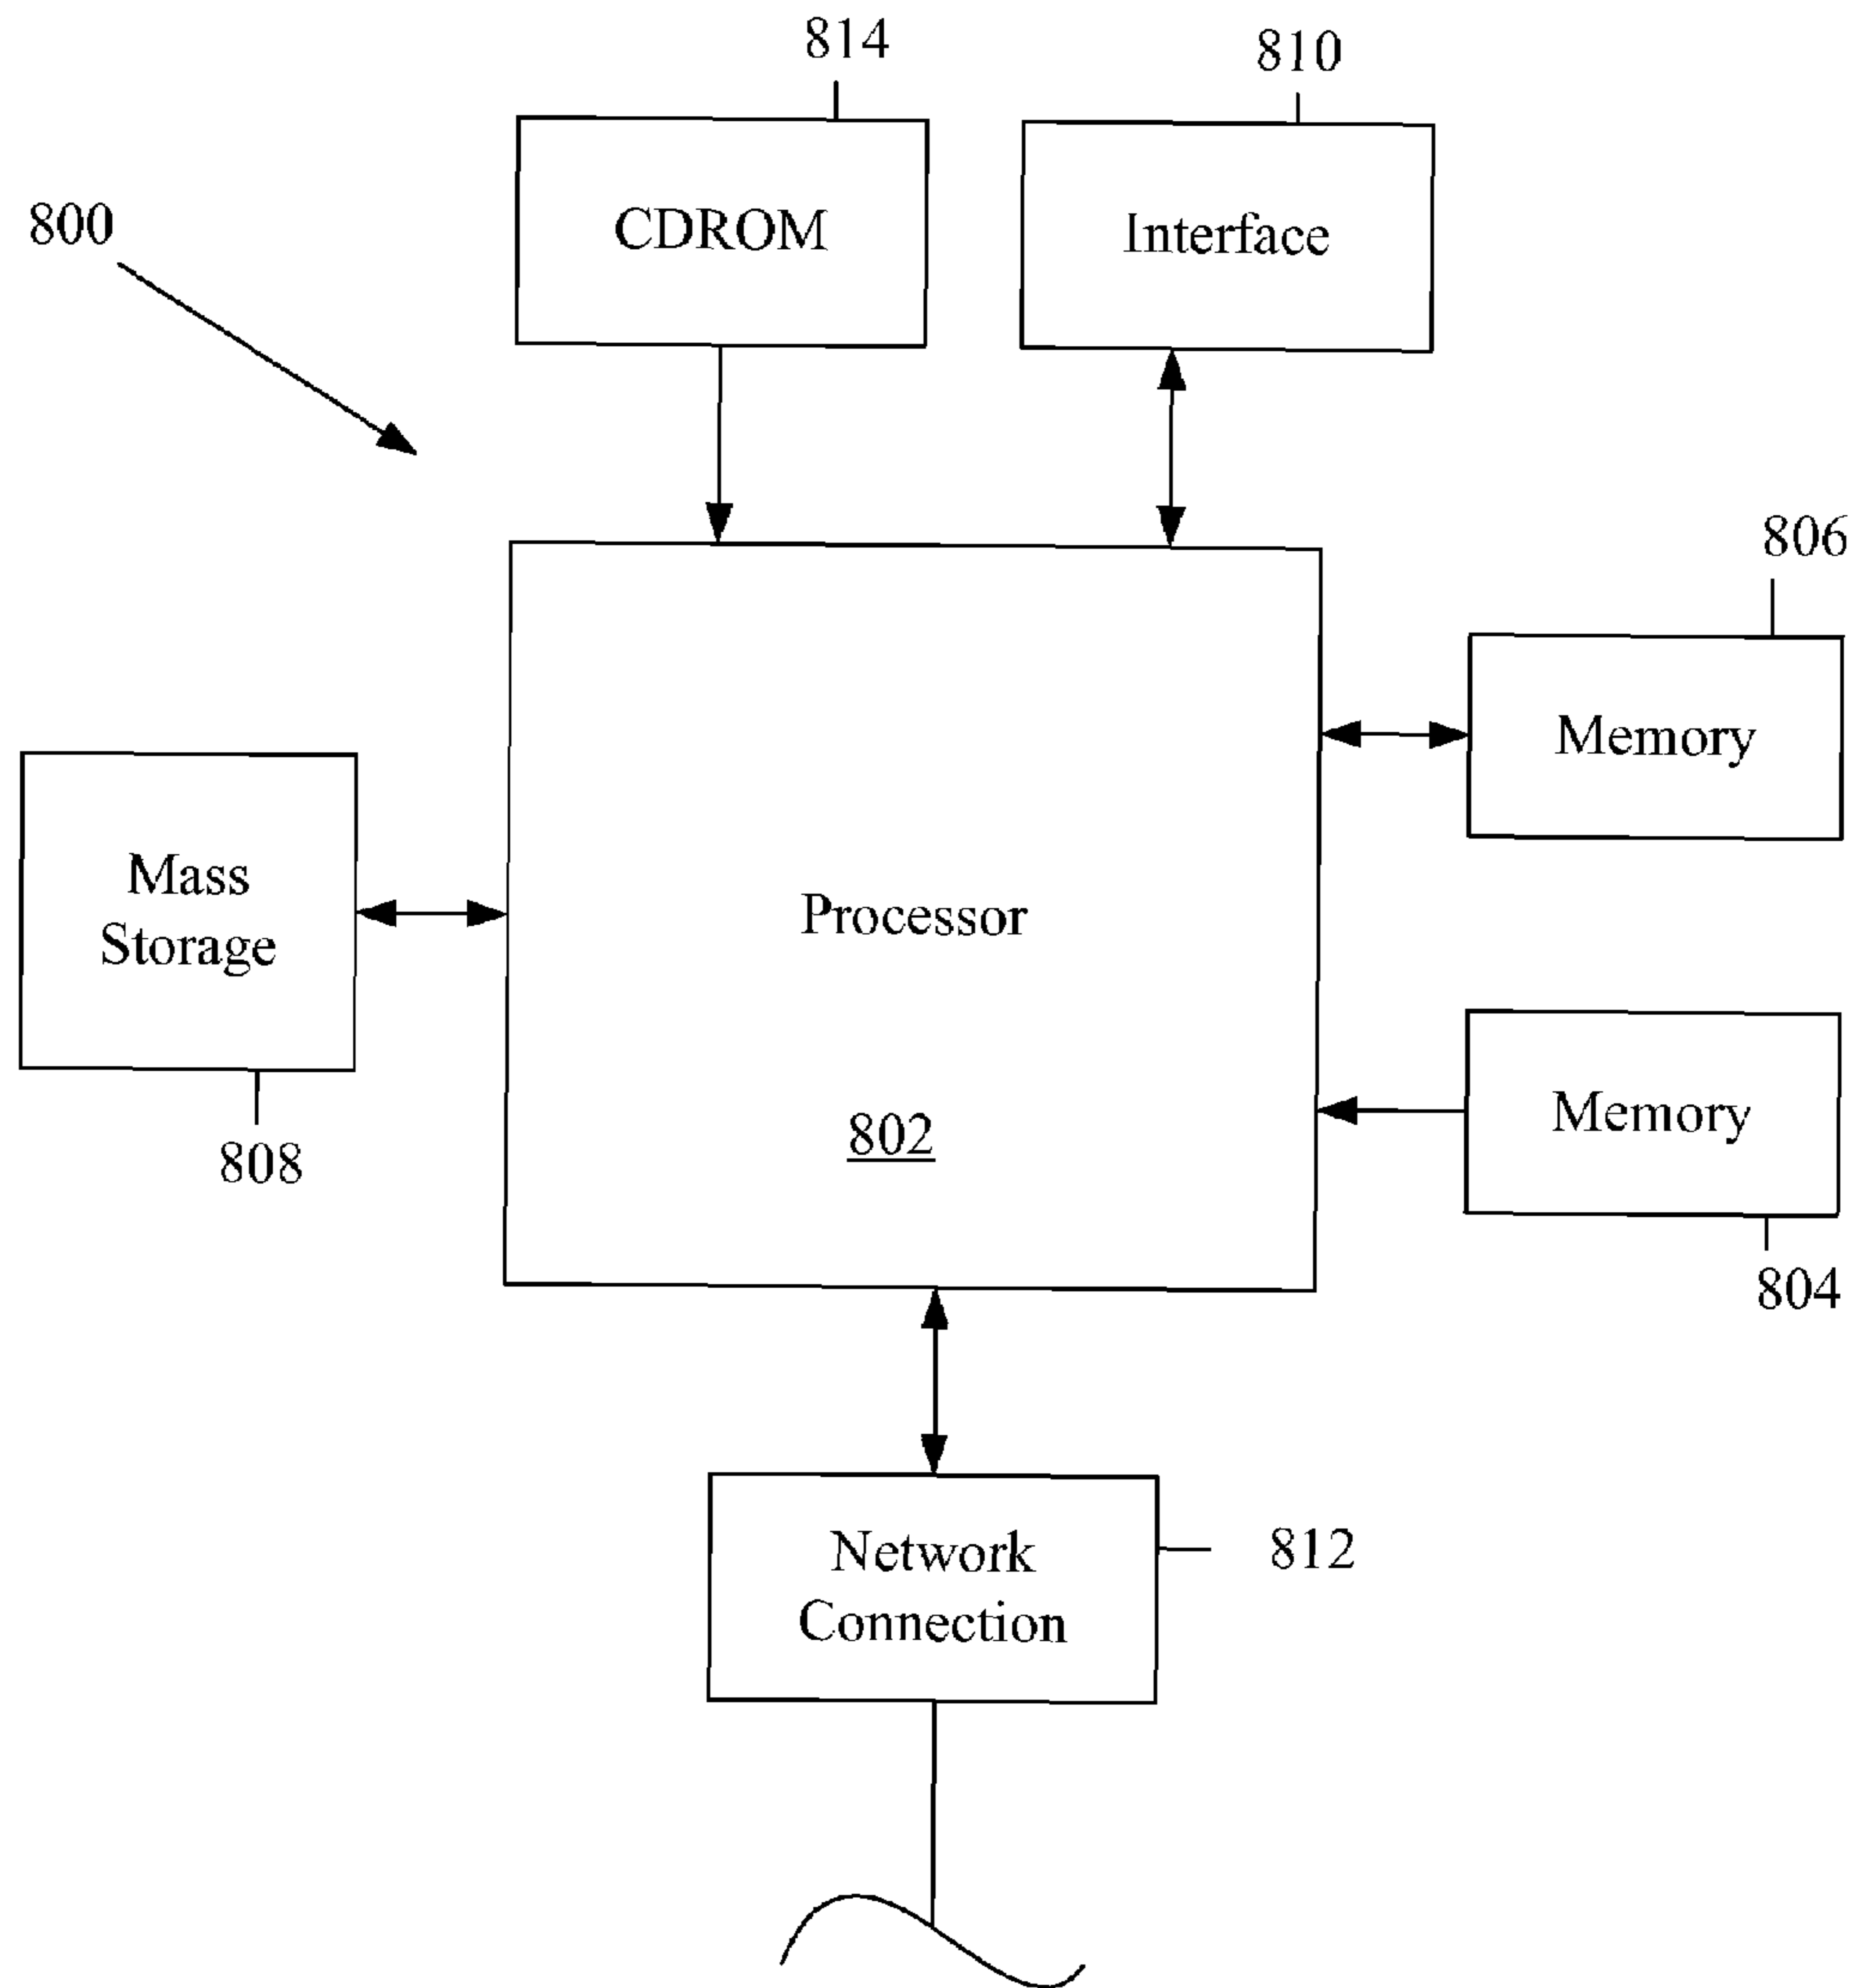 814
810
800
CDROM
Interface
806
Memory
Mass
Storage
Processor
Memory
802
808
804
Network
Connection
812